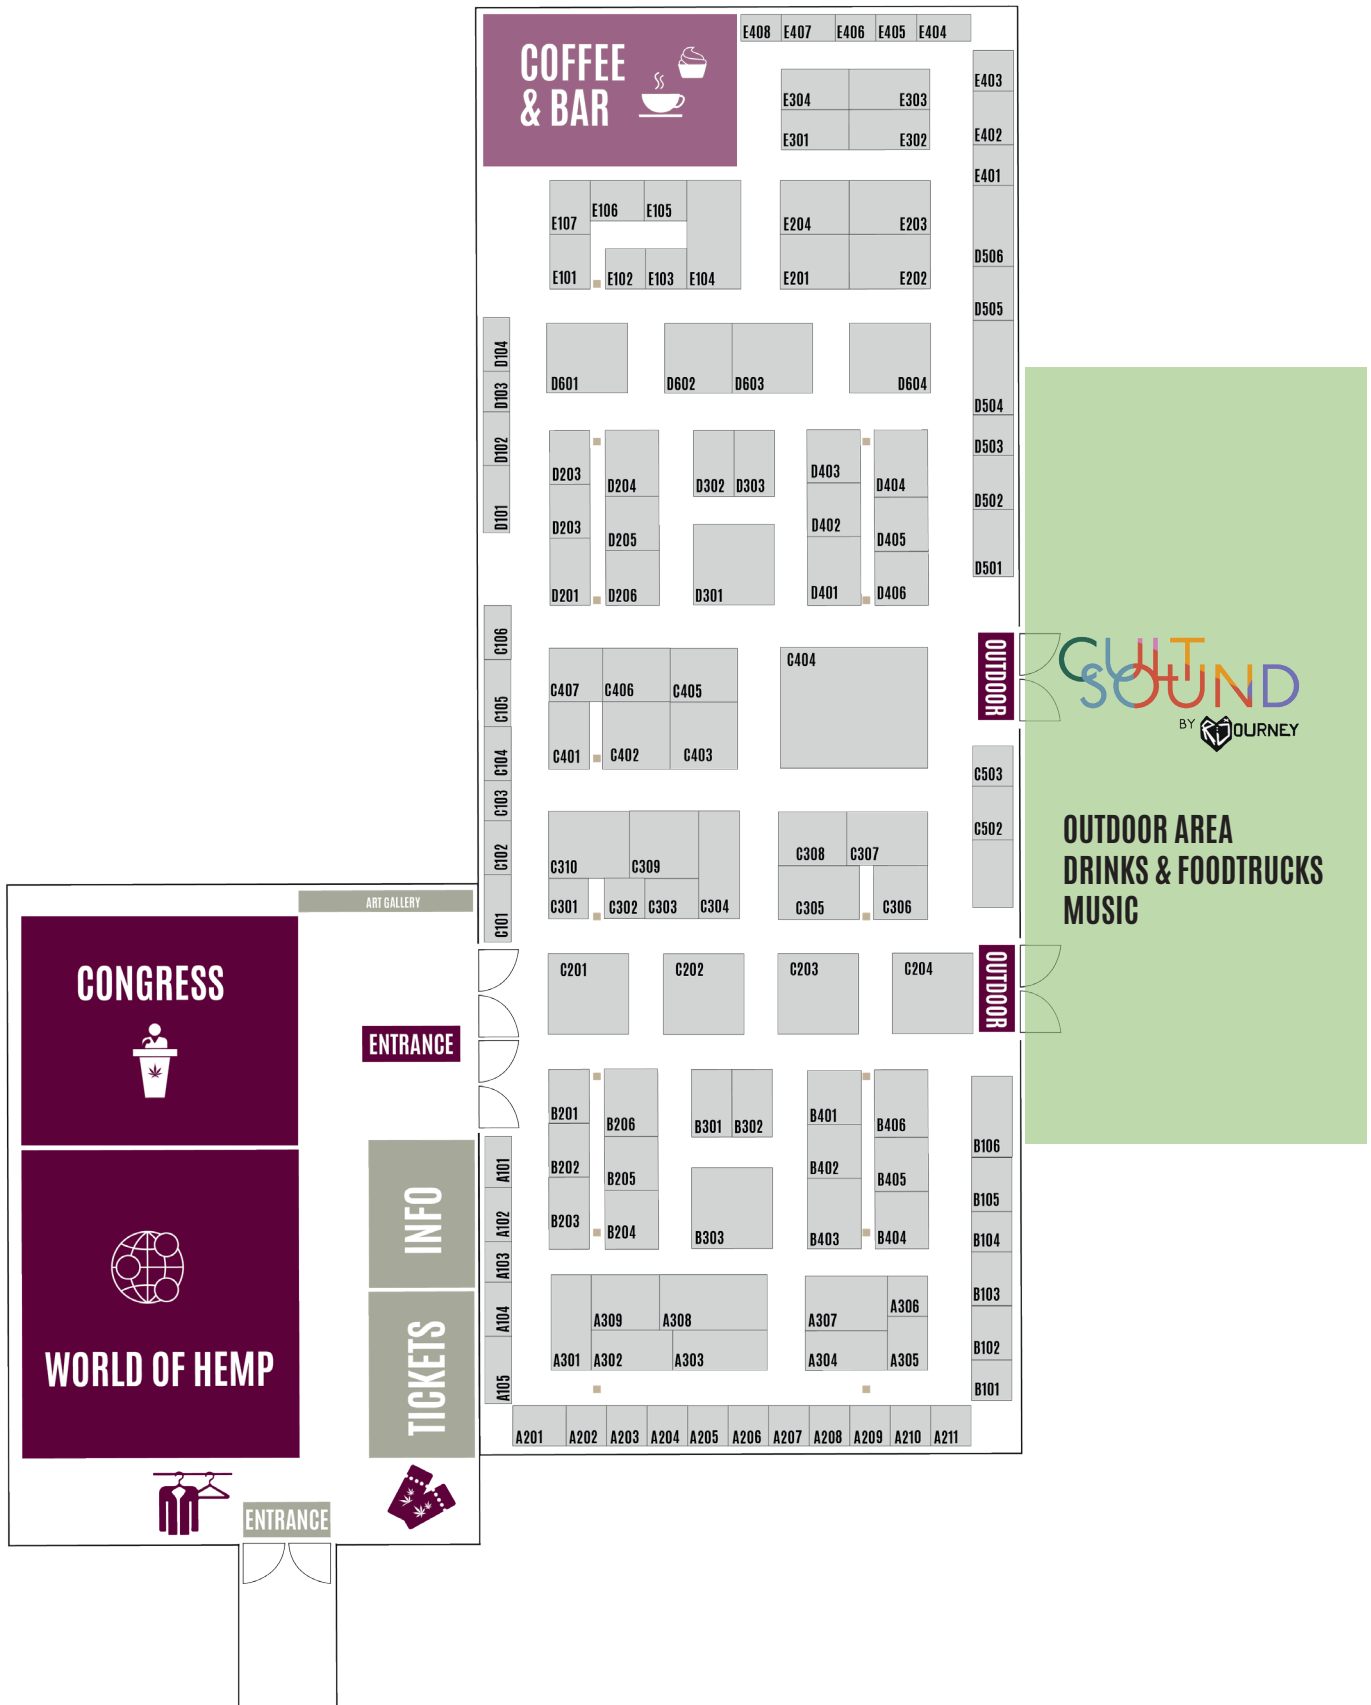 COFFEE
& BAR
E408 E407 E406 E405 E404
E403
E304 E303
E402
E301 E302
E401
E106 E105
E107 E204 E203
D506
E101 E102 E103 E104 E201 E202
D505
D104
D103
D102
D101
D601 D602 D603 D604
D504
D503
D203 D204 D302 D303 D403 D404
D502
D203 D205 D402 D405
D501
D201 D206 D301 D401 D406
C106
C105
C104
C103
C102
C101
OUTDOOR
CULT
SOUND
BY RJOURNEY
C404
C407 C406 C405
C401 C402 C403
C503
C502
OUTDOOR AREA
DRINKS & FOODTRUCKS
MUSIC
C310 C309 C308 C307
C301 C302 C303 C304 C305 C306
ART GALLERY
CONGRESS
C201 C202 C203 C204
OUTDOOR
ENTRANCE
B201 B206 B301 B302 B401 B406
B106
B202 B205 B402 B405
B105
B203 B204 B303 B403 B404
B104
A101
A102
A103
A104
A105
INFO
TICKETS
WORLD OF HEMP
B103
A309 A308 A307 A306
B102
A301 A302 A303 A304 A305
B101
A201 A202 A203 A204 A205 A206 A207 A208 A209 A210 A211
ENTRANCE